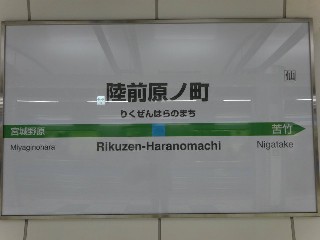 仙
陸前原ノ町
りくぜんはらのまち
宮城野原 苦竹
Miyaginohara Rikuzen-Haranomachi Nigatake